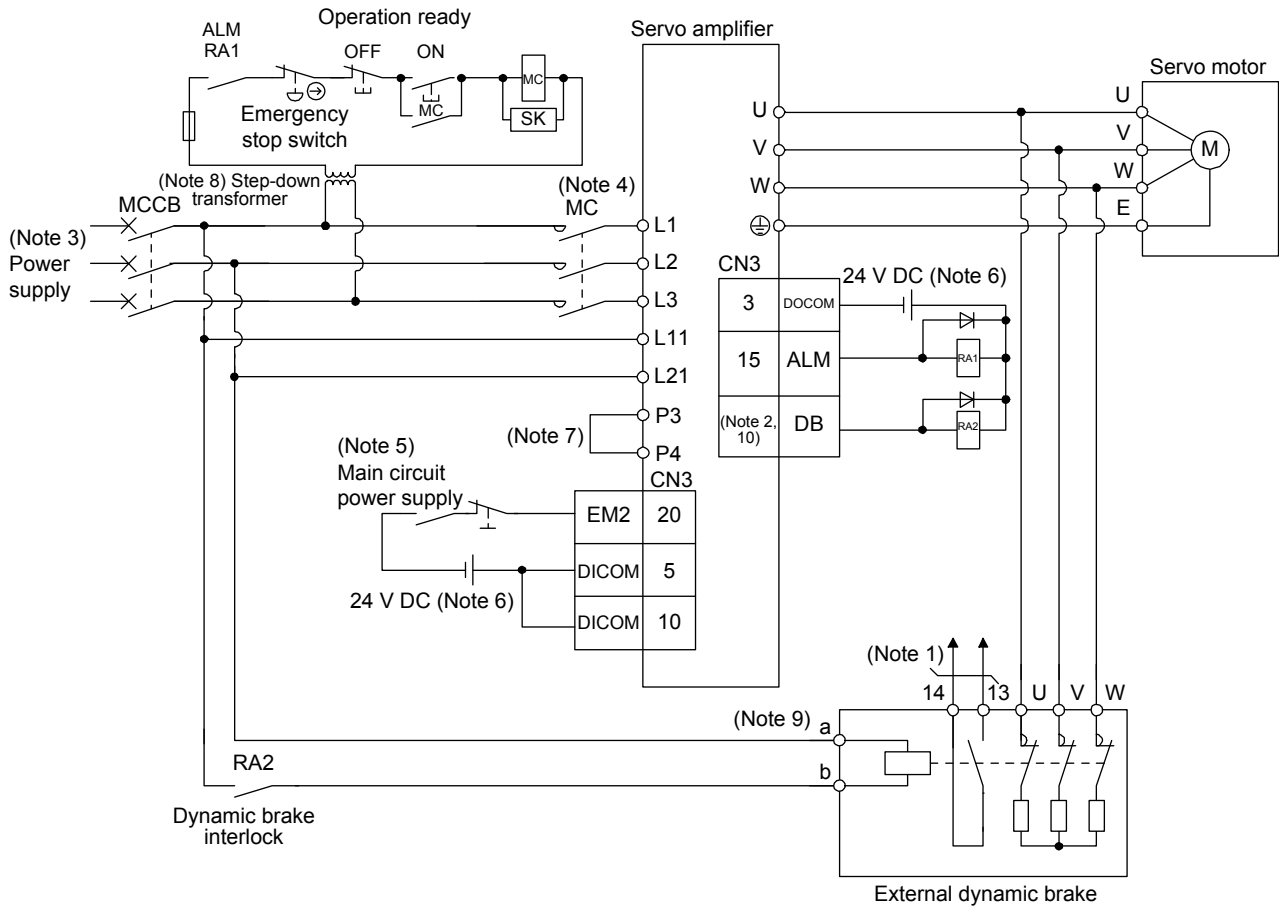 Operation ready
ALM
RA1
OFF
ON
MC
SK
MC
Emergency
stop switch
(Note 8) Step-down
transformer
MCCB
(Note 3)
Power
supply
(Note 4)
MC
Servo amplifier
Servo motor
U
V
W
U
V
W
E
M
L1
L2
L3
L11
L21
P3
P4
(Note 7)
CN3
24 V DC (Note 6)
3
DOCOM
15
ALM
RA1
(Note 2,
10)
DB
RA2
(Note 5)
Main circuit
power supply
CN3
EM2
20
DICOM
5
DICOM
10
24 V DC (Note 6)
(Note 1)
14
13
U
V
W
(Note 9)
a
b
RA2
Dynamic brake
interlock
External dynamic brake